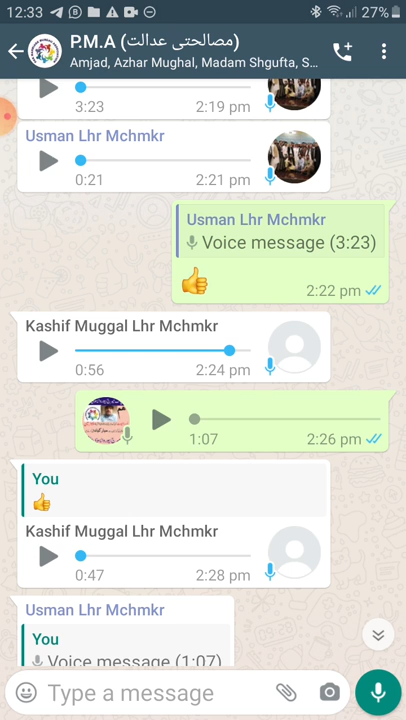 12:33
27%
P.M.A (مصالحتی عدالت)
Amjad, Azhar Mughal, Madam Shgufta, S...
3:23 2:19 pm
Usman Lhr Mchmkr
0:21 2:21 pm
Usman Lhr Mchmkr
Voice message (3:23)
👍
2:22 pm
Kashif Muggal Lhr Mchmkr
0:56 2:24 pm
1:07 2:26 pm
You
👍
Kashif Muggal Lhr Mchmkr
0:47 2:28 pm
Usman Lhr Mchmkr
You
Voice message (1:07)
Type a message